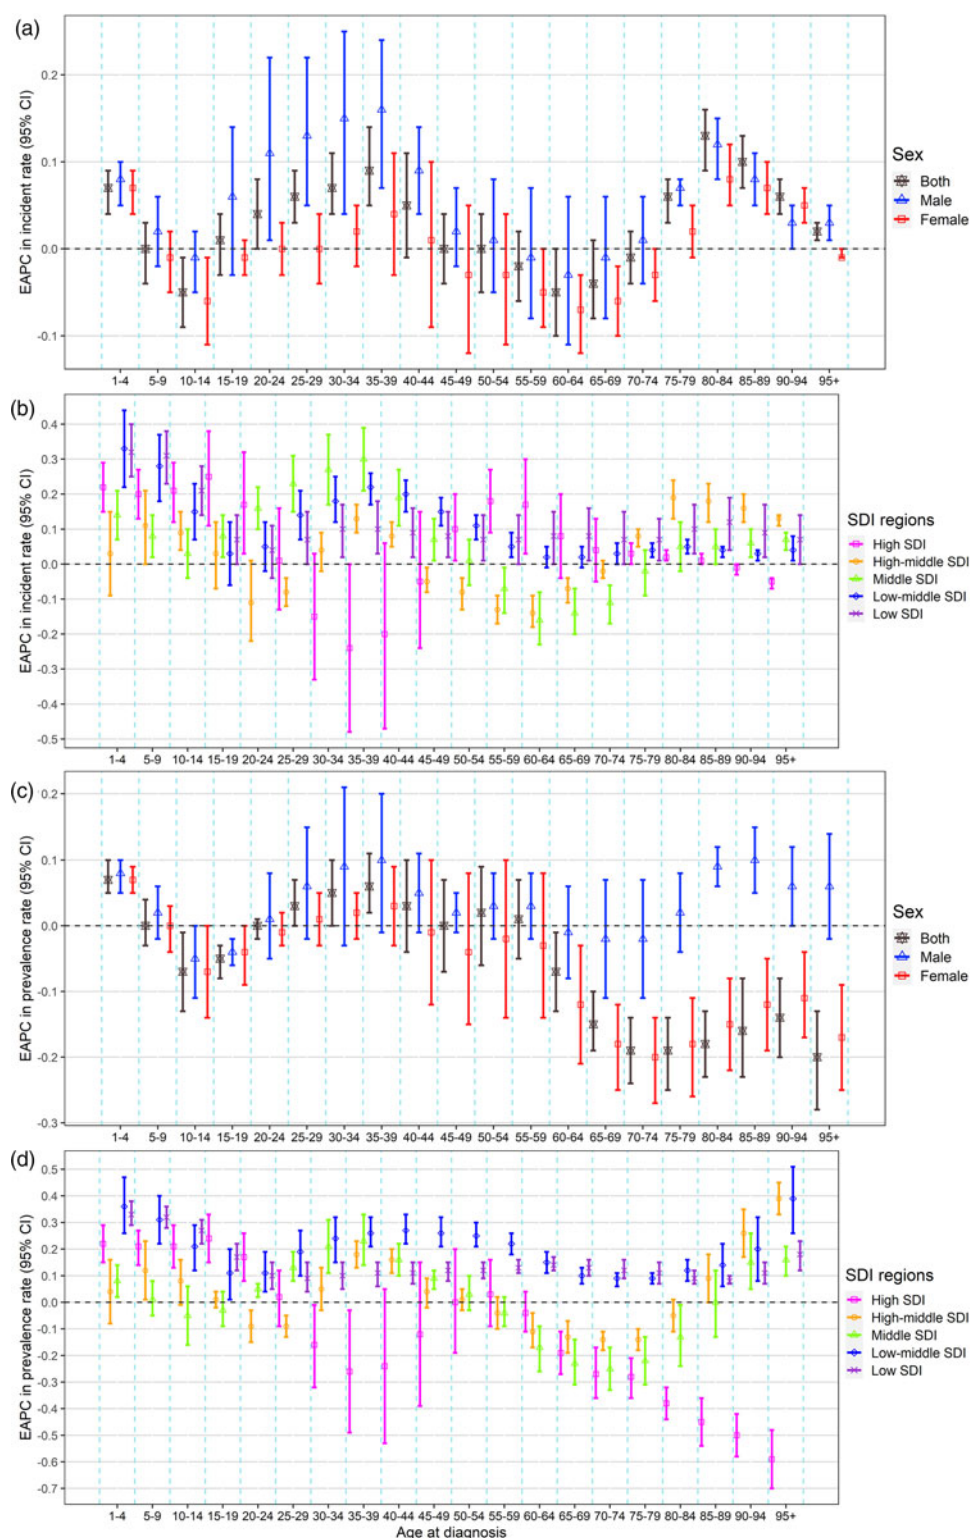 (a)
EAPC in incident rate (95% CI)
0.2
0.1
0.0
-0.1
1-4 5-9 10-14 15-19 20-24 25-29 30-34 35-39 40-44 45-49 50-54 55-59 60-64 65-69 70-74 75-79 80-84 85-89 90-94 95+
Sex
Both
Male
Female
(b)
EAPC in incident rate (95% CI)
0.4
0.3
0.2
0.1
0.0
-0.1
-0.2
-0.3
-0.4
-0.5
1-4 5-9 10-14 15-19 20-24 25-29 30-34 35-39 40-44 45-49 50-54 55-59 60-64 65-69 70-74 75-79 80-84 85-89 90-94 95+
SDI regions
High SDI
High-middle SDI
Middle SDI
Low-middle SDI
Low SDI
(c)
EAPC in prevalence rate (95% CI)
0.2
0.1
0.0
-0.1
-0.2
-0.3
1-4 5-9 10-14 15-19 20-24 25-29 30-34 35-39 40-44 45-49 50-54 55-59 60-64 65-69 70-74 75-79 80-84 85-89 90-94 95+
Sex
Both
Male
Female
(d)
EAPC in prevalence rate (95% CI)
0.5
0.4
0.3
0.2
0.1
0.0
-0.1
-0.2
-0.3
-0.4
-0.5
-0.6
-0.7
1-4 5-9 10-14 15-19 20-24 25-29 30-34 35-39 40-44 45-49 50-54 55-59 60-64 65-69 70-74 75-79 80-84 85-89 90-94 95+
Age at diagnosis
SDI regions
High SDI
High-middle SDI
Middle SDI
Low-middle SDI
Low SDI